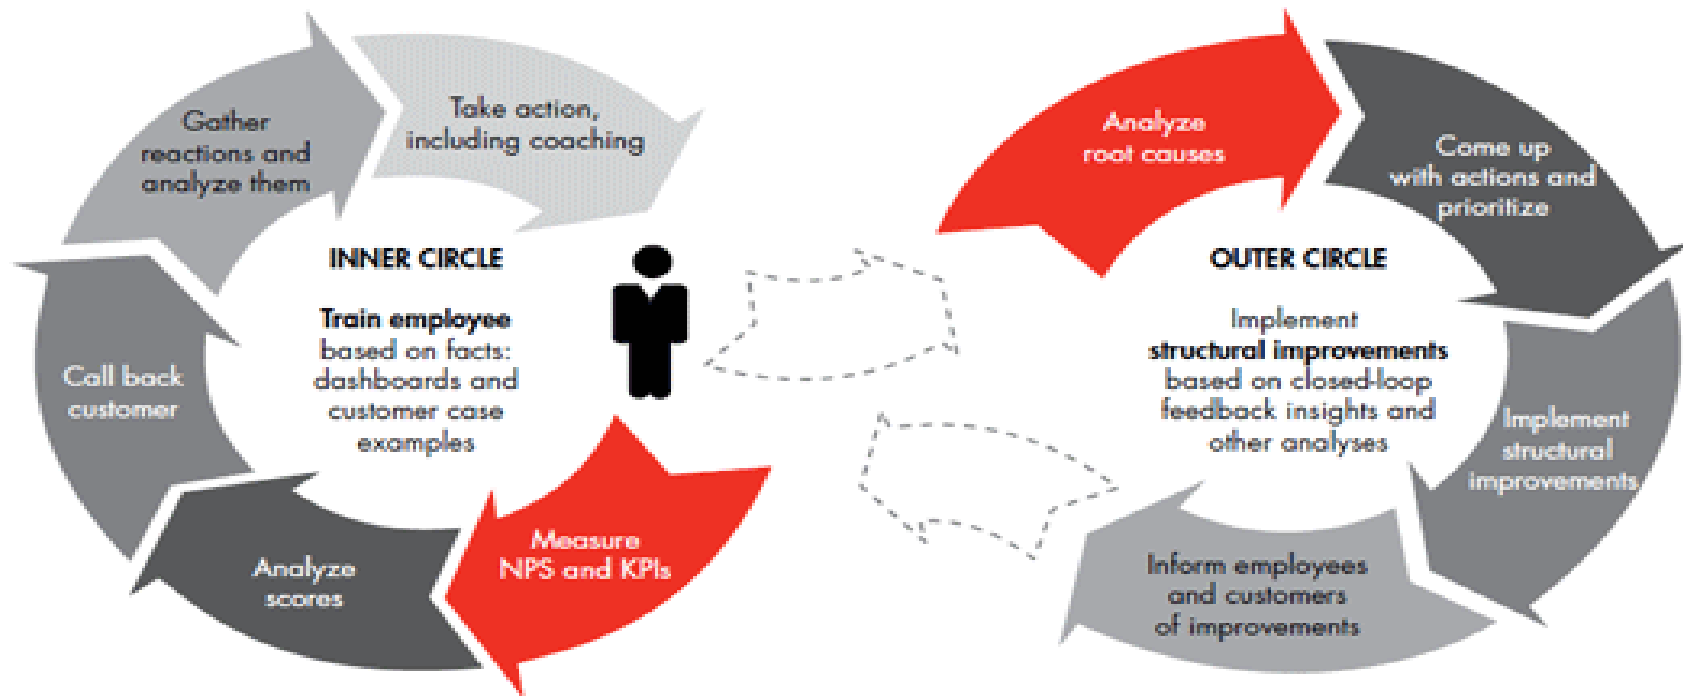 Gather
reactions and
analyze them
Take action,
including coaching
INNER CIRCLE
Train employee
based on facts:
dashboards and
customer case
examples
Call back
customer
Analyze
scores
Measure
NPS and KPIs
Analyze
root causes
Come up
with actions and
prioritize
OUTER CIRCLE
Implement
structural improvements
based on closed-loop
feedback insights and
other analyses
Implement
structural
improvements
Inform employees
and customers
of improvements